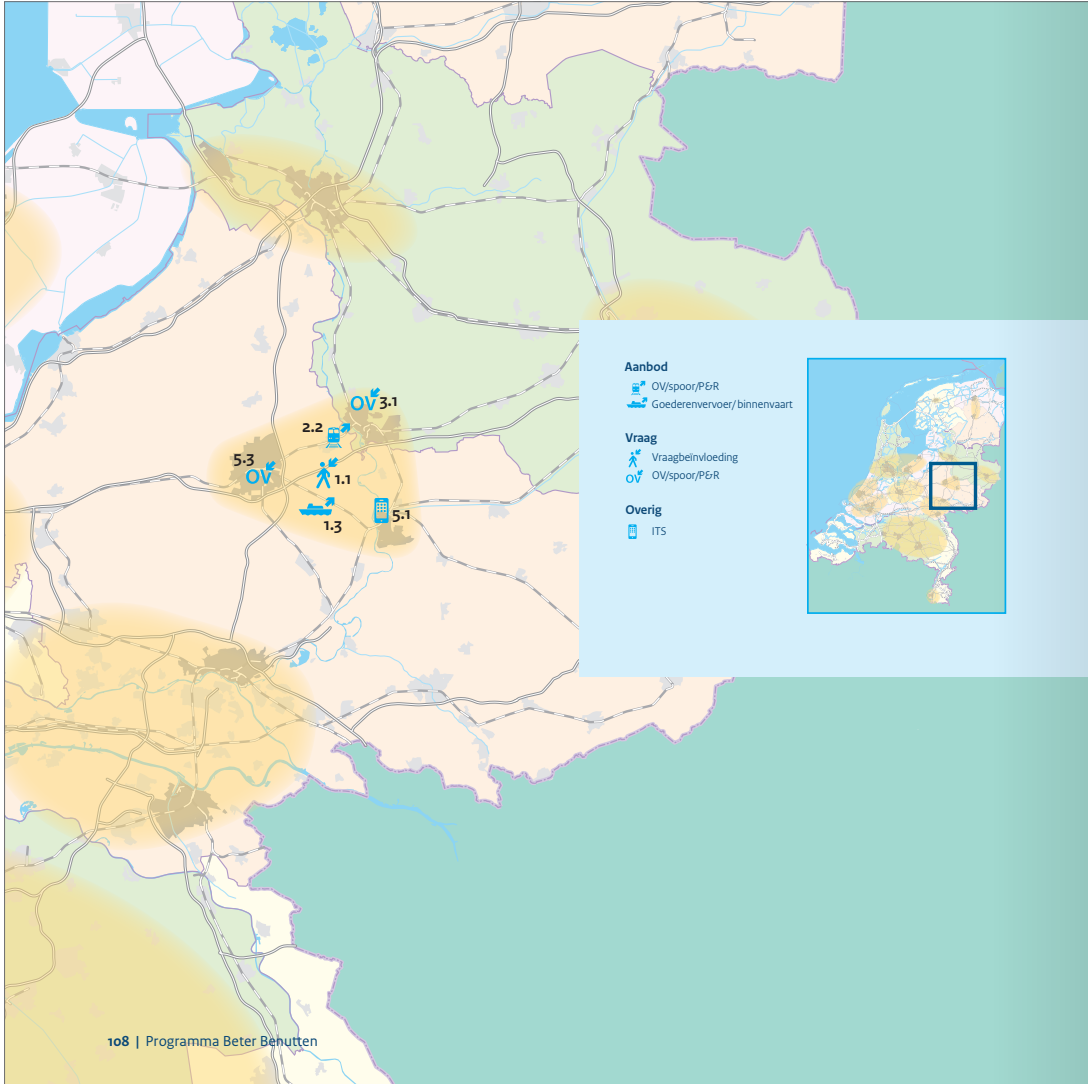 OV 3.1
2.2
5.3
OV
1.1
1.3
5.1
Aanbod
OV/spoor/P&R
Goederenvervoer/binnenvaart
Vraag
Vraagbeïnvloeding
OV OV/spoor/P&R
Overig
ITS
108 | Programma Beter Benutten